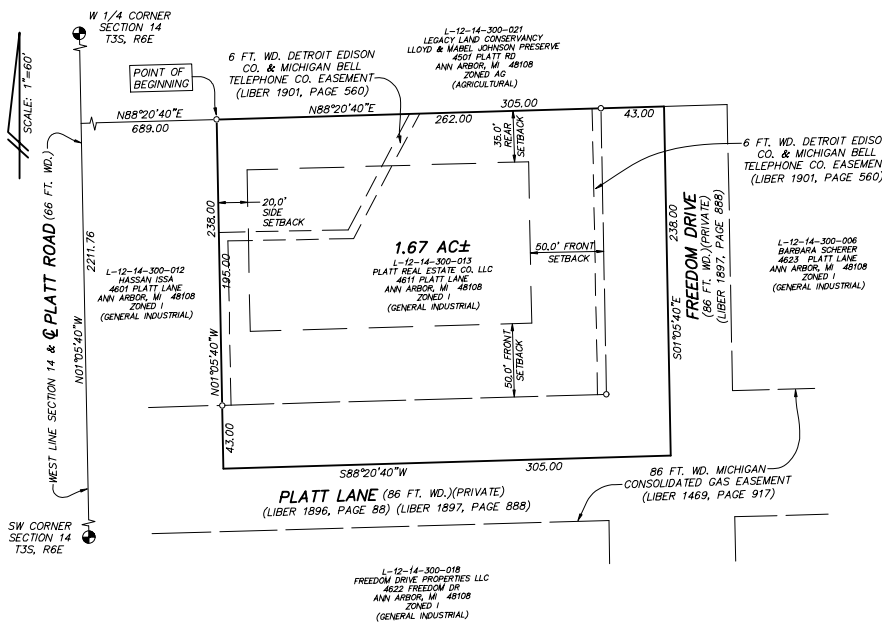 W 1/4 CORNER
SECTION 14
T3S, R6E
SCALE: 1"=60'
POINT OF
BEGINNING
6 FT. WD. DETROIT EDISON
CO. & MICHIGAN BELL
TELEPHONE CO. EASEMENT
(LIBER 1901, PAGE 560)
L-12-14-300-021
LEGACY LAND CONSERVANCY
LLOYD & MABEL JOHNSON PRESERVE
4501 PLATT RD
ANN ARBOR, MI 48108
ZONED AG
(AGRICULTURAL)
N88°20'40"E
689.00
N88°20'40"E
305.00
262.00
43.00
35.0'
REAR
SETBACK
6 FT. WD. DETROIT EDISO
CO. & MICHIGAN BELL
TELEPHONE CO. EASEMEN
(LIBER 1901, PAGE 560)
WEST LINE SECTION 14 & ℄ PLATT ROAD (66 FT. WD.)
2211.76
N01°05'40"W
238.00
195.00
N01°05'40"W
43.00
20.0'
SIDE
SETBACK
L-12-14-300-012
HASSAN ISSA
4601 PLATT LANE
ANN ARBOR, MI 48108
ZONED I
(GENERAL INDUSTRIAL)
1.67 AC±
L-12-14-300-013
PLATT REAL ESTATE CO. LLC
4611 PLATT LANE
ANN ARBOR, MI 48108
ZONED I
(GENERAL INDUSTRIAL)
50.0' FRONT
SETBACK
50.0' FRONT
SETBACK
238.00
S01°05'40"E
FREEDOM DRIVE
(86 FT. WD.)(PRIVATE)
(LIBER 1897, PAGE 888)
L-12-14-300-006
BARBARA SCHERER
4623 PLATT LANE
ANN ARBOR, MI 48108
ZONED I
(GENERAL INDUSTRIAL)
S88°20'40"W
305.00
PLATT LANE (86 FT. WD.)(PRIVATE)
(LIBER 1896, PAGE 88) (LIBER 1897, PAGE 888)
86 FT. WD. MICHIGAN
CONSOLIDATED GAS EASEMENT
(LIBER 1469, PAGE 917)
SW CORNER
SECTION 14
T3S, R6E
L-12-14-300-018
FREEDOM DRIVE PROPERTIES LLC
4622 FREEDOM DR
ANN ARBOR, MI 48108
ZONED I
(GENERAL INDUSTRIAL)